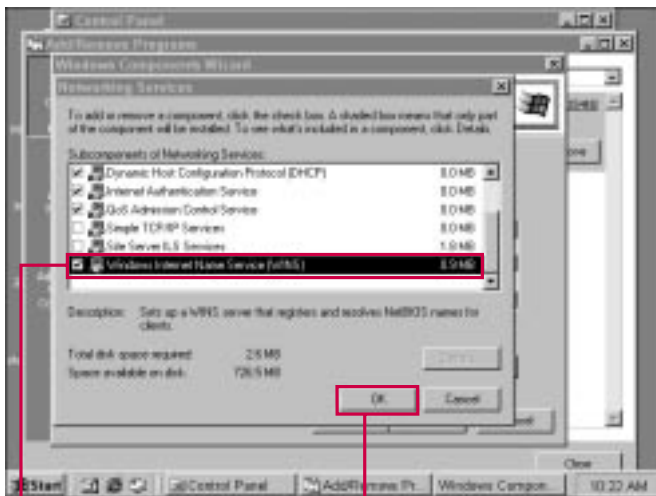 Control Panel
Add/Remove Programs
Windows Components Wizard
Networking Services
To add or remove a component, click the check box. A shaded box means that only part
of the component will be installed. To see what's included in a component, click Details.
Subcomponents of Networking Services:
Dynamic Host Configuration Protocol (DHCP) 0.0 MB
Internet Authentication Service 0.0 MB
QoS Admission Control Service 0.0 MB
Simple TCP/IP Services 0.0 MB
Site Server ILS Services 1.8 MB
Windows Internet Name Service (WINS) 0.9 MB
Description: Sets up a WINS server that registers and resolves NetBIOS names for
clients.
Total disk space required: 2.6 MB
Space available on disk: 726.5 MB
Details...
OK Cancel
Close
Start Control Panel Add/Remove Pr... Windows Compon... 10:22 AM